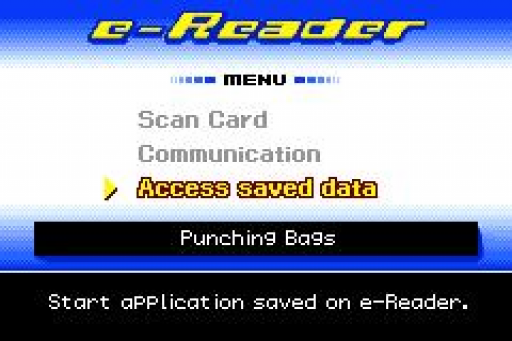 e-Reader
MENU
Scan Card
Communication
Access saved data
Punching Bags
Start application saved on e-Reader.